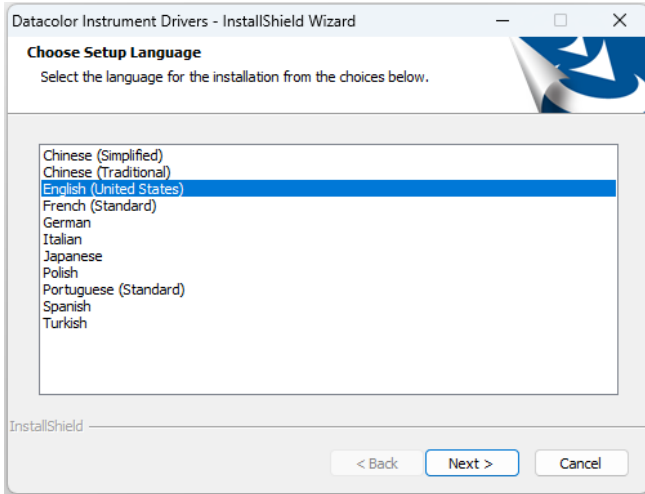 Datacolor Instrument Drivers - InstallShield Wizard
Choose Setup Language
Select the language for the installation from the choices below.
Chinese (Simplified)
Chinese (Traditional)
English (United States)
French (Standard)
German
Italian
Japanese
Polish
Portuguese (Standard)
Spanish
Turkish
InstallShield
< Back Next > Cancel